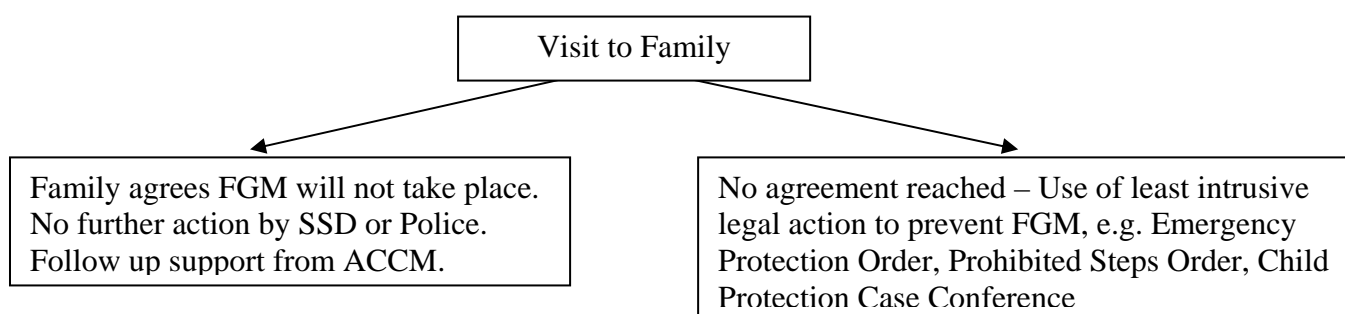 Visit to Family
Family agrees FGM will not take place.
No further action by SSD or Police.
Follow up support from ACCM.
No agreement reached – Use of least intrusive
legal action to prevent FGM, e.g. Emergency
Protection Order, Prohibited Steps Order, Child
Protection Case Conference